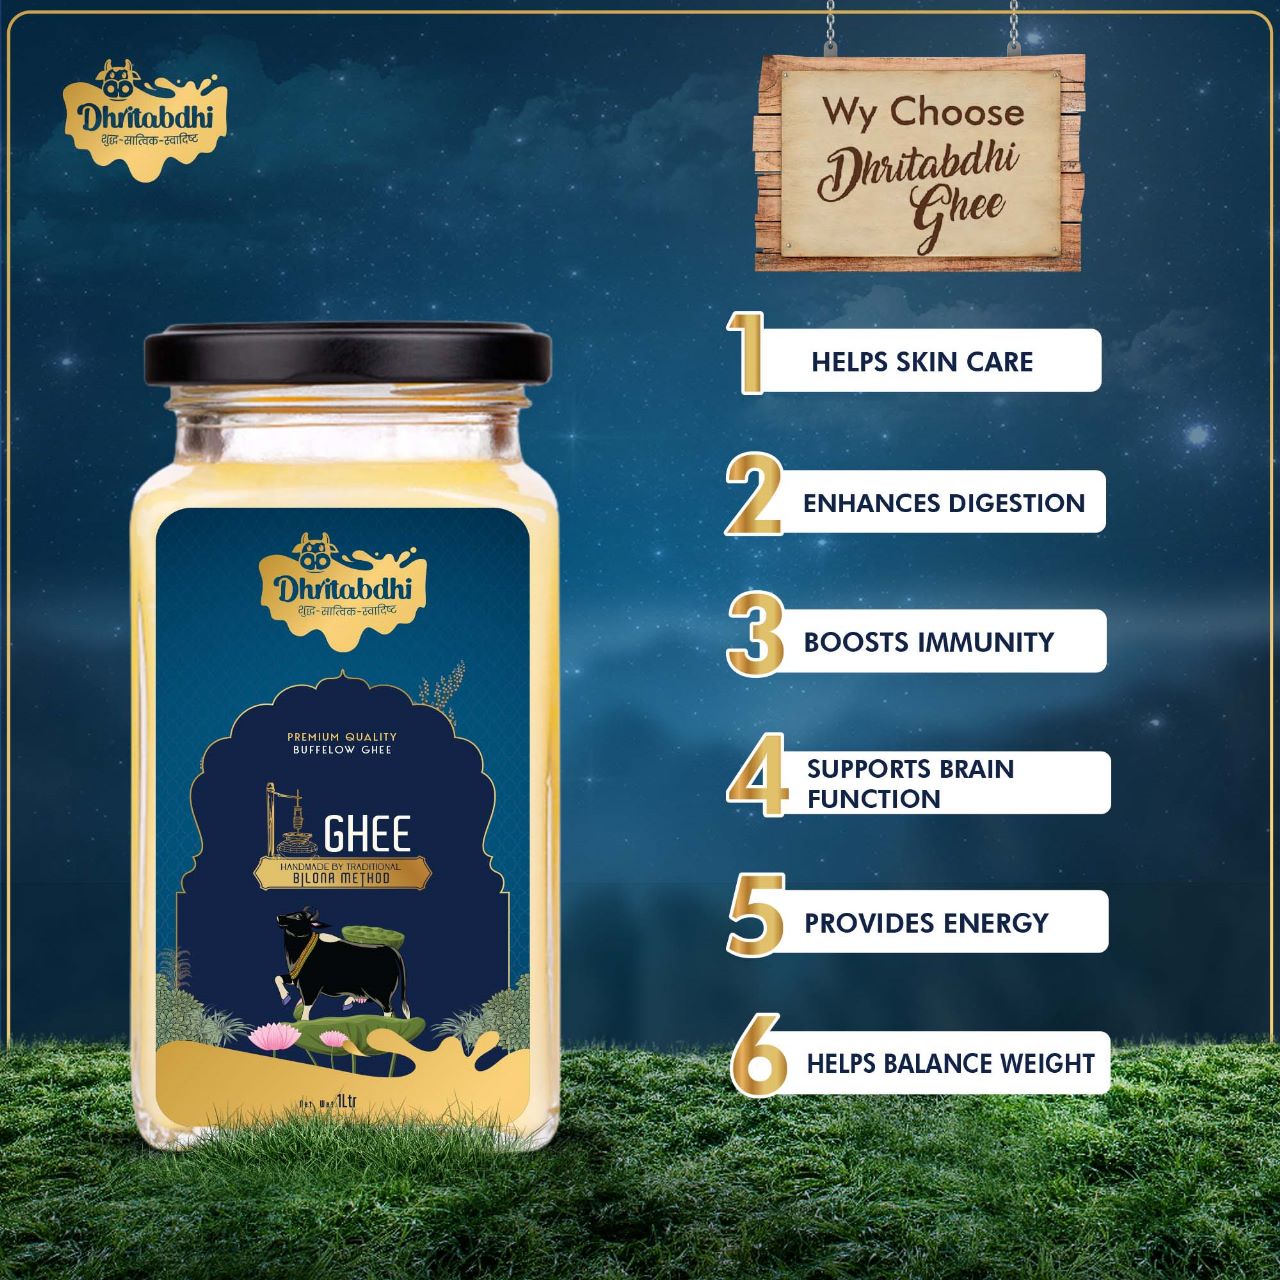 Dhritabdhi
शुद्ध-सात्विक-स्वादिष्ट
Wy Choose
Dhritabdhi
Ghee
1
HELPS SKIN CARE
2
ENHANCES DIGESTION
3
BOOSTS IMMUNITY
4
SUPPORTS BRAIN
FUNCTION
5
PROVIDES ENERGY
6
HELPS BALANCE WEIGHT
Dhritabdhi
शुद्ध-सात्विक-स्वादिष्ट
PREMIUM QUALITY
BUFFELOW GHEE
GHEE
HANDMADE BY TRADITIONAL
BILONA METHOD
Net. Wat. 1Ltr